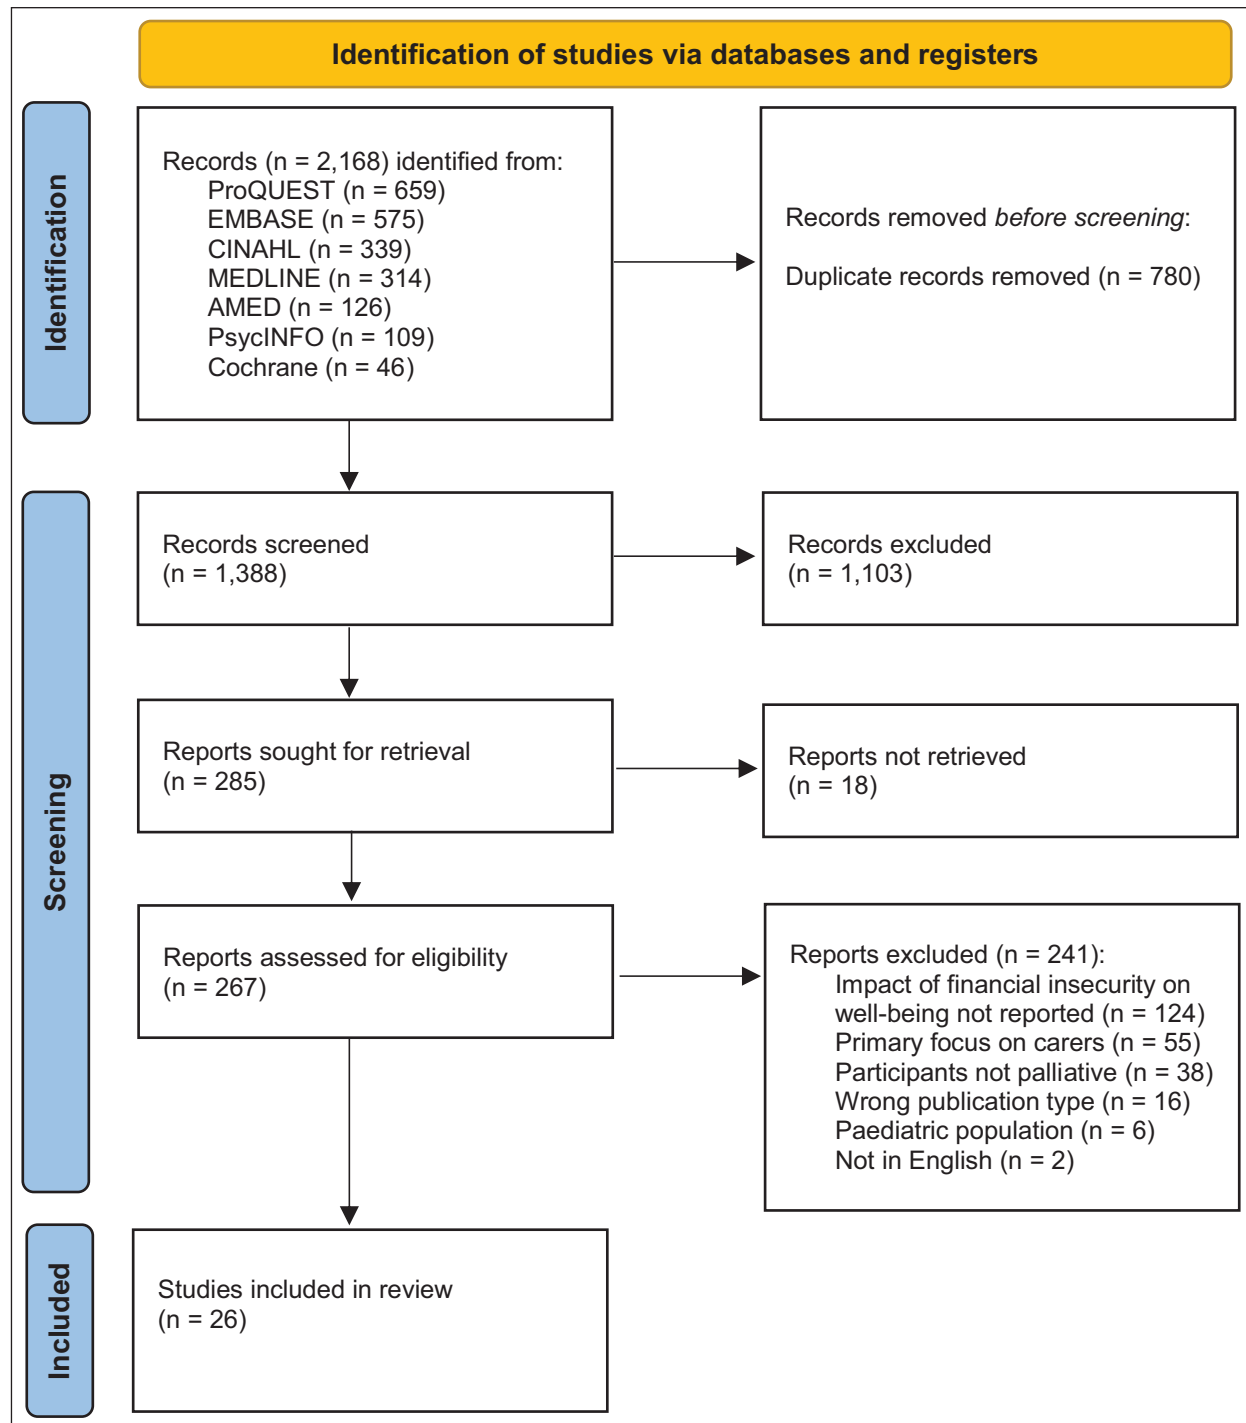 Identification of studies via databases and registers
Identification
Records (n = 2,168) identified from:
ProQUEST (n = 659)
EMBASE (n = 575)
CINAHL (n = 339)
MEDLINE (n = 314)
AMED (n = 126)
PsycINFO (n = 109)
Cochrane (n = 46)
Records removed before screening:
Duplicate records removed (n = 780)
Screening
Records screened
(n = 1,388)
Records excluded
(n = 1,103)
Reports sought for retrieval
(n = 285)
Reports not retrieved
(n = 18)
Reports assessed for eligibility
(n = 267)
Reports excluded (n = 241):
Impact of financial insecurity on
well-being not reported (n = 124)
Primary focus on carers (n = 55)
Participants not palliative (n = 38)
Wrong publication type (n = 16)
Paediatric population (n = 6)
Not in English (n = 2)
Included
Studies included in review
(n = 26)